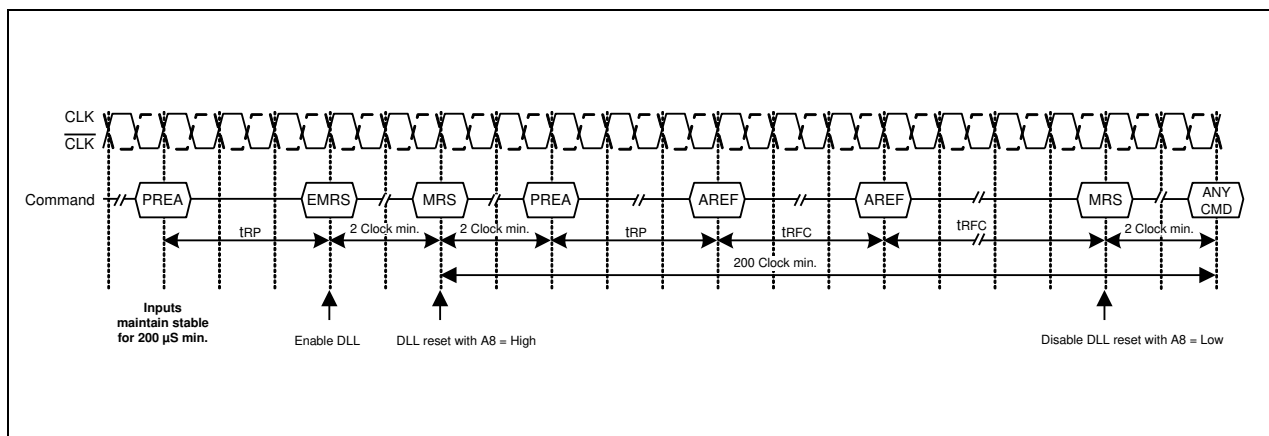 CLK
CLK
Command
PREA
EMRS
MRS
PREA
AREF
AREF
MRS
ANY
CMD
tRP
2 Clock min.
2 Clock min.
tRP
tRFC
tRFC
2 Clock min.
200 Clock min.
Inputs
maintain stable
for 200 µS min.
Enable DLL
DLL reset with A8 = High
Disable DLL reset with A8 = Low